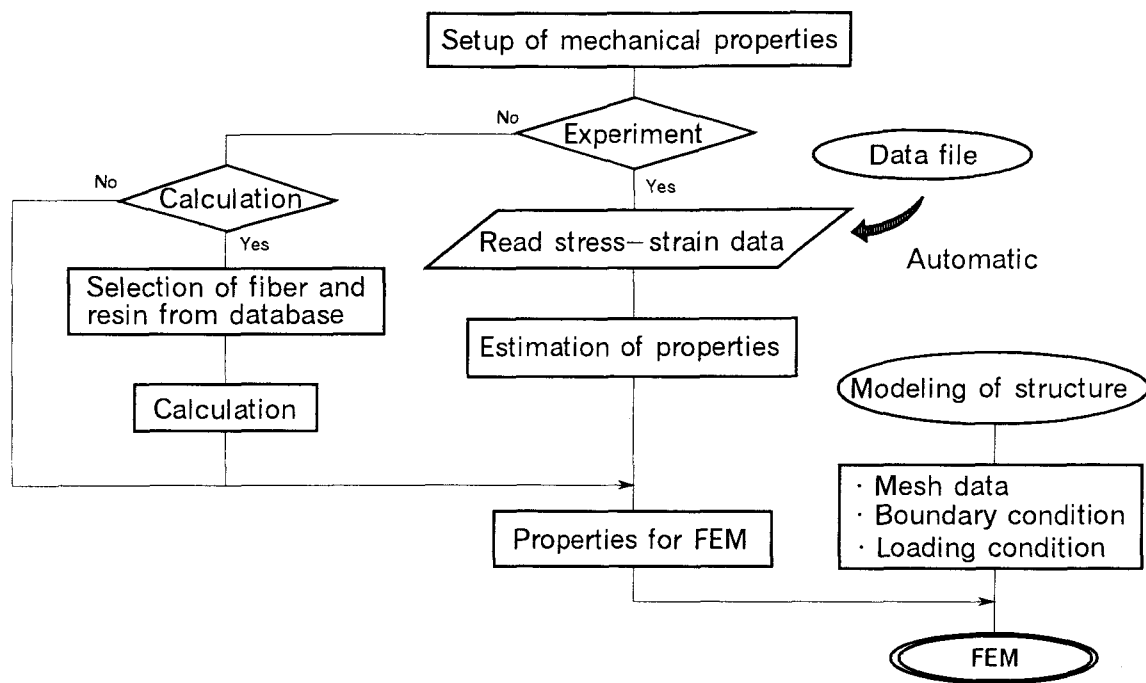 Setup of mechanical properties
No
Experiment
Data file
No
Calculation
Yes
Yes
Read stress-strain data
Automatic
Selection of fiber and
resin from database
Estimation of properties
Modeling of structure
Calculation
· Mesh data
· Boundary condition
· Loading condition
Properties for FEM
FEM